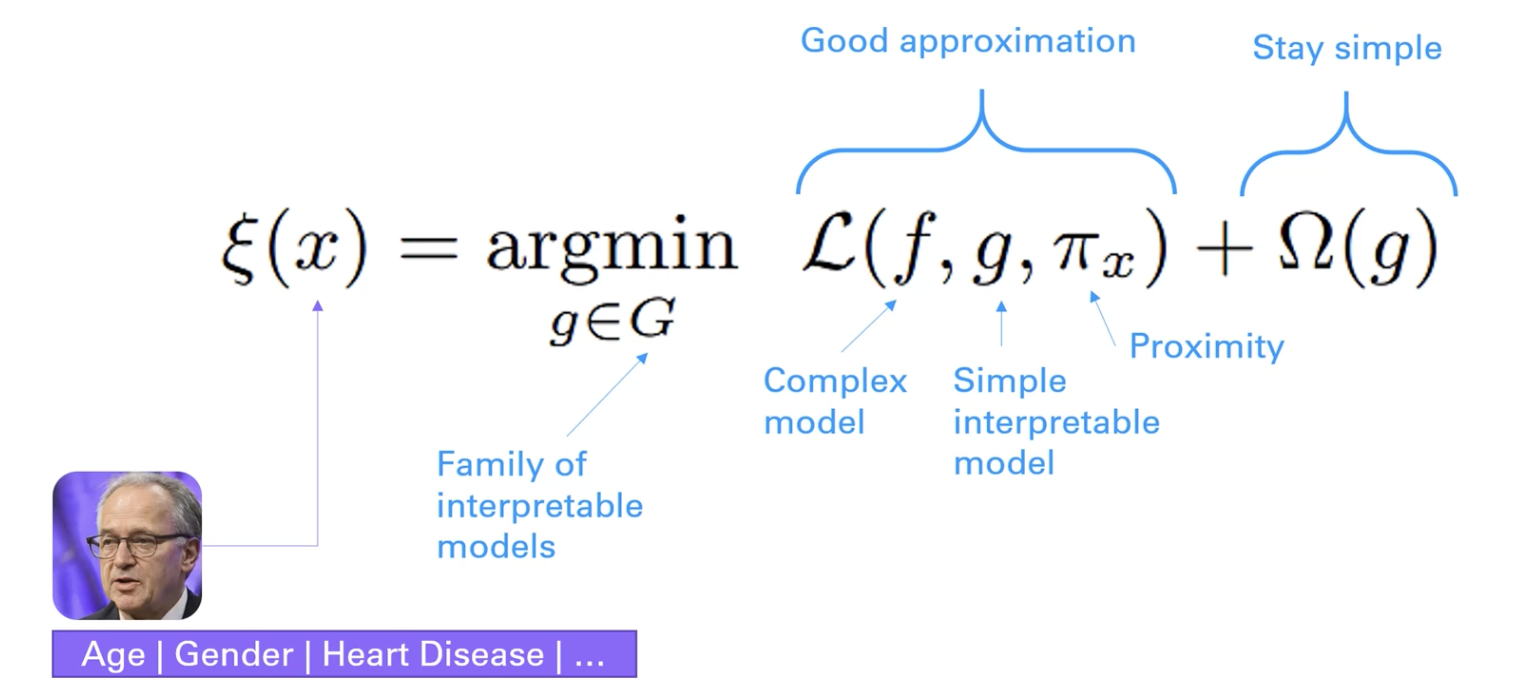 Good approximation
Stay simple
ξ(x) = argmin L(f, g, πₓ) + Ω(g)
g∈G
Proximity
Complex
model
Simple
interpretable
model
Family of
interpretable
models
Age | Gender | Heart Disease | ...